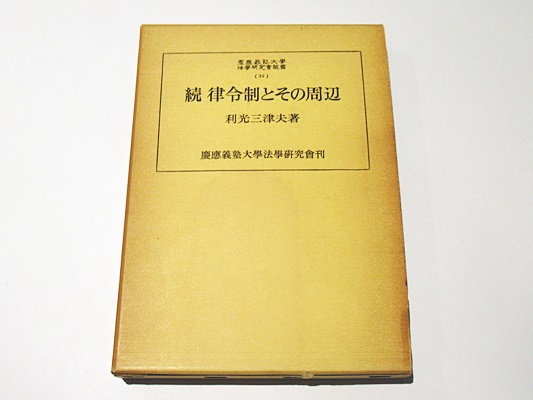 慶應義塾大學
法學研究會叢書
續 律令制とその周辺
利光三津夫著
慶應義塾大學法學研究會刊